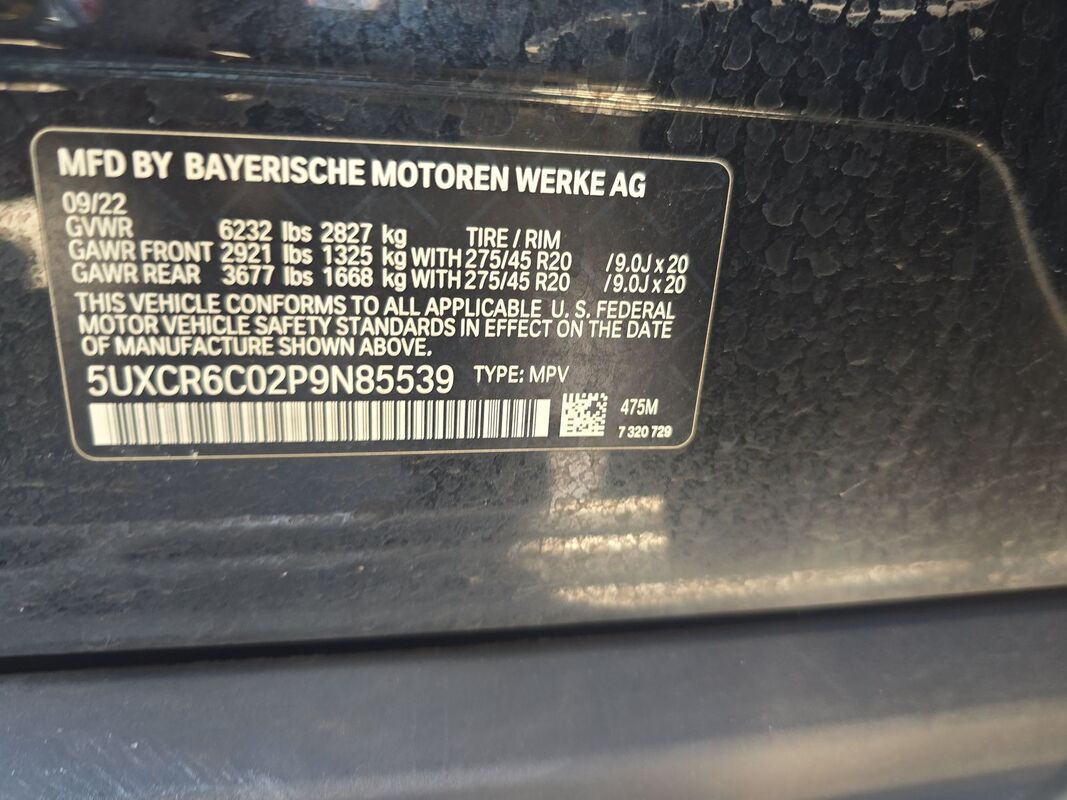 MFD BY BAYERISCHE MOTOREN WERKE AG
09/22
GVWR 6232 lbs 2827 kg TIRE / RIM
GAWR FRONT 2921 lbs 1325 kg WITH 275/45 R20 /9.0J x 20
GAWR REAR 3677 lbs 1668 kg WITH 275/45 R20 /9.0J x 20
THIS VEHICLE CONFORMS TO ALL APPLICABLE U. S. FEDERAL
MOTOR VEHICLE SAFETY STANDARDS IN EFFECT ON THE DATE
OF MANUFACTURE SHOWN ABOVE.
5UXCR6C02P9N85539 TYPE: MPV
475M
7 320 729